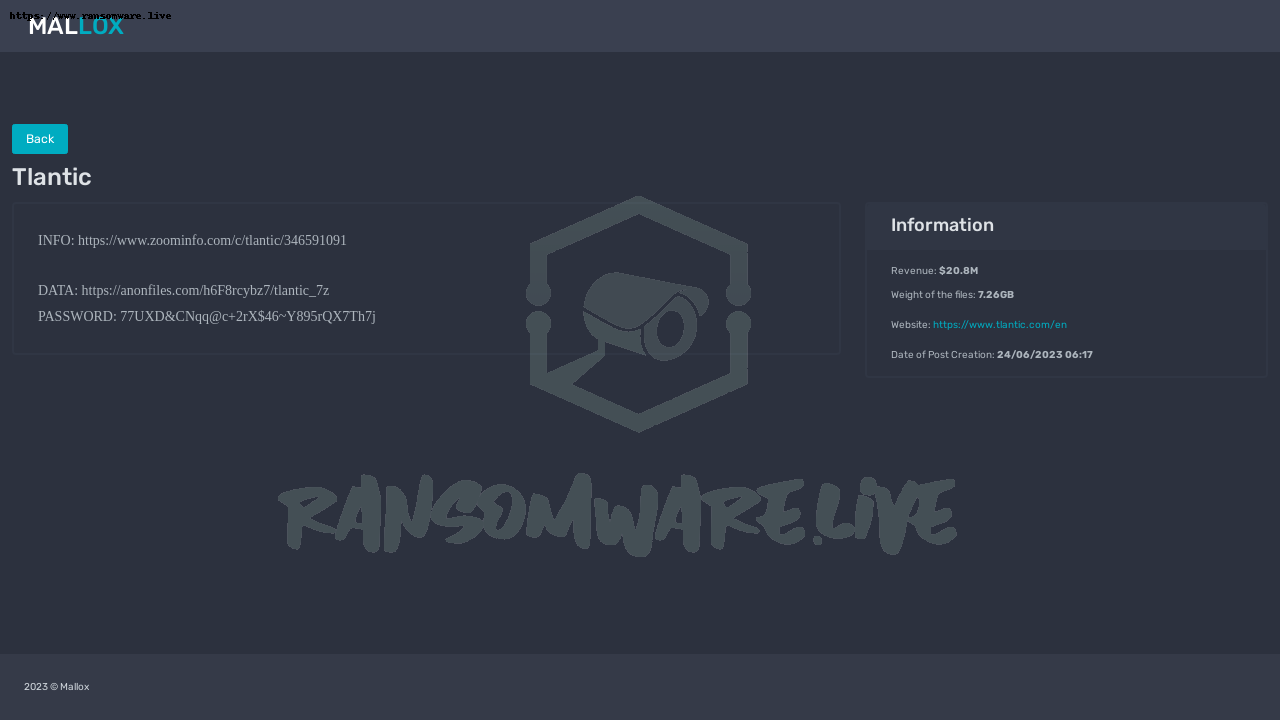 https://www.ransomware.live
MALLOX
Back
Tlantic
INFO: https://www.zoominfo.com/c/tlantic/346591091
DATA: https://anonfiles.com/h6F8rcybz7/tlantic_7z
PASSWORD: 77UXD&CNqq@c+2rX$46~Y895rQX7Th7j
Information
Revenue: $20.8M
Weight of the files: 7.26GB
Website: https://www.tlantic.com/en
Date of Post Creation: 24/06/2023 06:17
RANSOMWARE.LIVE
2023 © Mallox